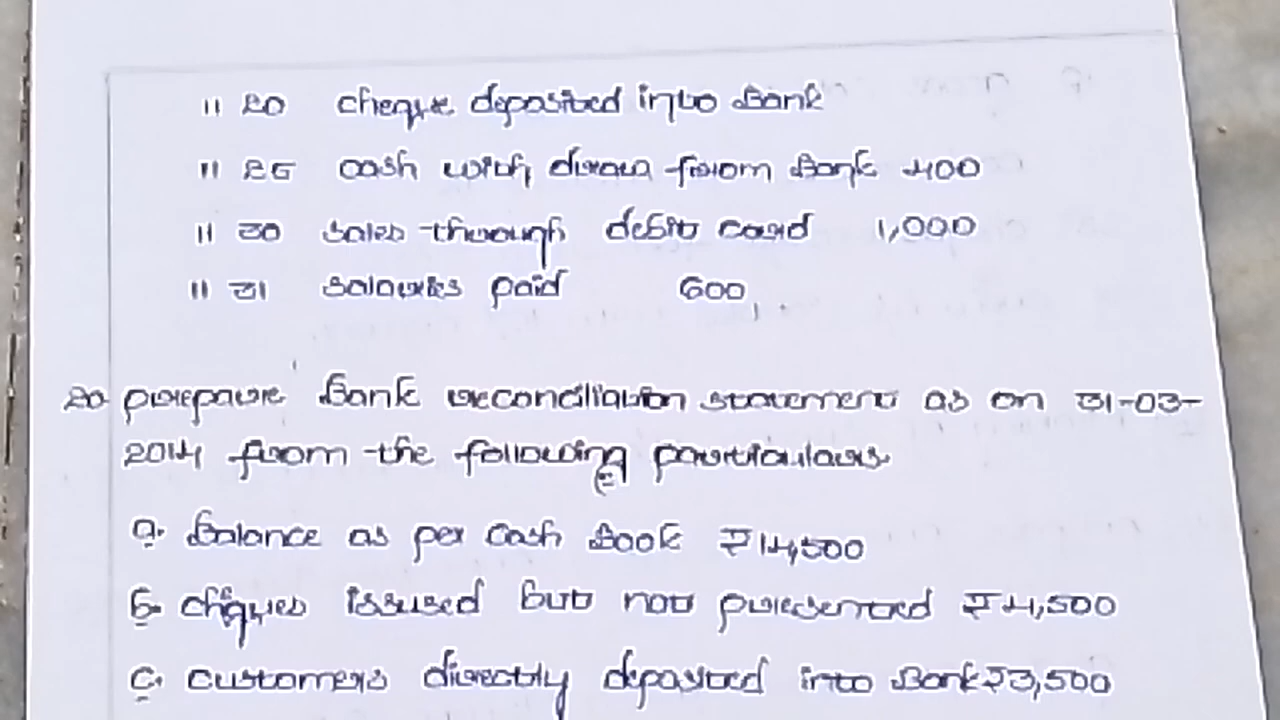 " 20 cheque deposited into Bank
" 25 cash with draw from Bank 400
" 30 sales through debit card 1,000
" 31 salaries paid 600
20. prepare Bank reconciliation statement as on 31-03-
2014 from the following particulars.
a. Balance as per cash Book ₹14,500
b. cheques issued but not presented ₹4,500
c. customers directly deposited into Bank ₹3,500